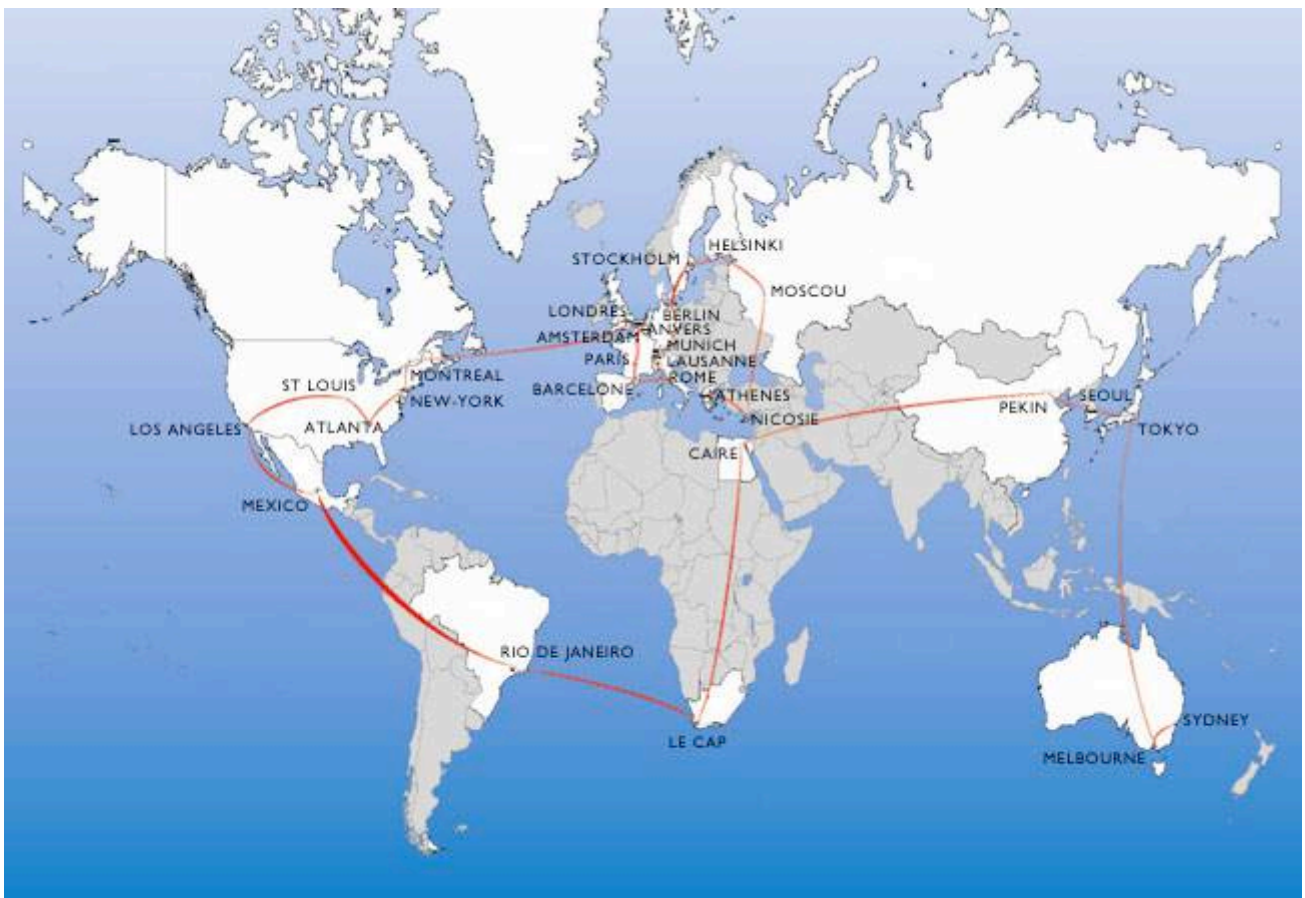 HELSINKI
STOCKHOLM
MOSCOU
LONDRES
BERLIN
ANVERS
AMSTERDAM
MUNICH
PARIS
LAUSANNE
ROME
BARCELONE
ATHENES
NICOSIE
MONTREAL
ST LOUIS
NEW-YORK
LOS ANGELES
ATLANTA
PEKIN
SEOUL
TOKYO
CAIRE
MEXICO
RIO DE JANEIRO
LE CAP
SYDNEY
MELBOURNE